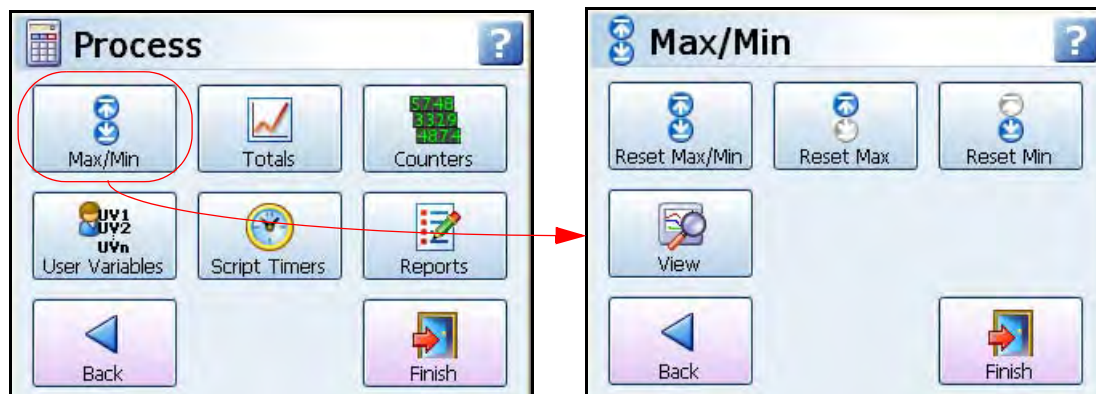 Process
?
Max/Min
Totals
5748
3329
4874
Counters
UV1
UV2
UVn
User Variables
Script Timers
Reports
Back
Finish
Max/Min
?
Reset Max/Min
Reset Max
Reset Min
View
Back
Finish